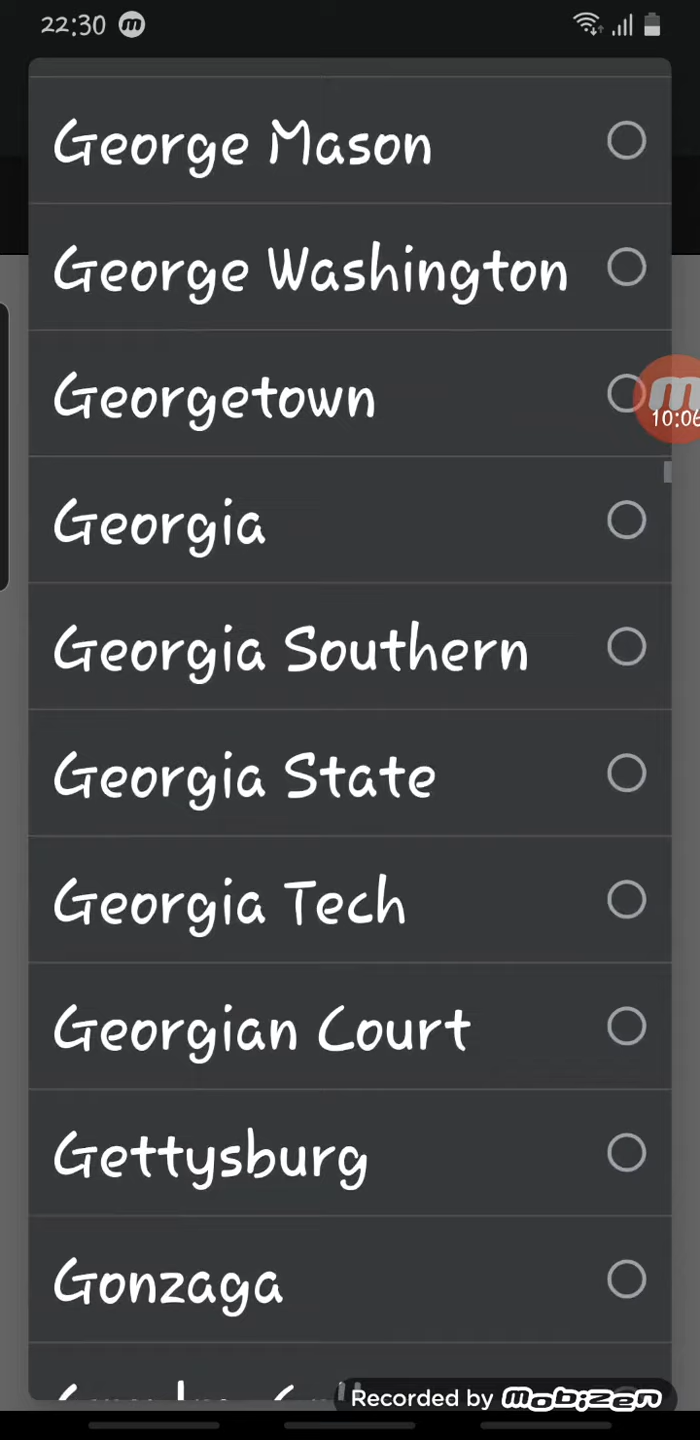 22:30 m
George Mason
George Washington
Georgetown
10:06
Georgia
Georgia Southern
Georgia State
Georgia Tech
Georgian Court
Gettysburg
Gonzaga
Recorded by mobizen